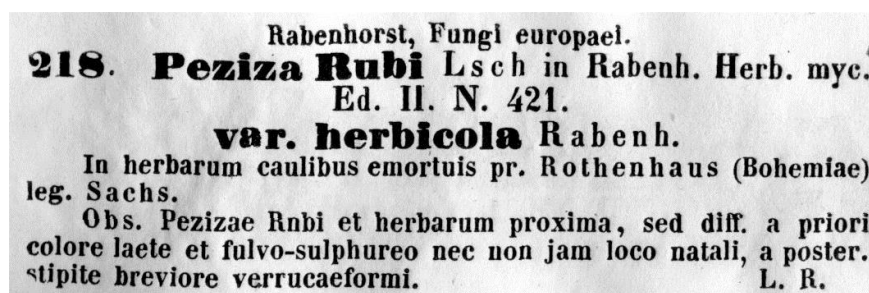 Rabenhorst, Fungi europaei.
218. Peziza Rubi Lsch in Rabenh. Herb. myc.
Ed. II. N. 421.
var. herbicola Rabenh.
In herbarum caulibus emortuis pr. Rothenhaus (Bohemiae)
leg. Sachs.
Obs. Pezizae Rnbi et herbarum proxima, sed diff. a priori
colore laete et fulvo-sulphureo nec uon jam loco natali, a poster.
stipite breviore verrucaeformi. L. R.